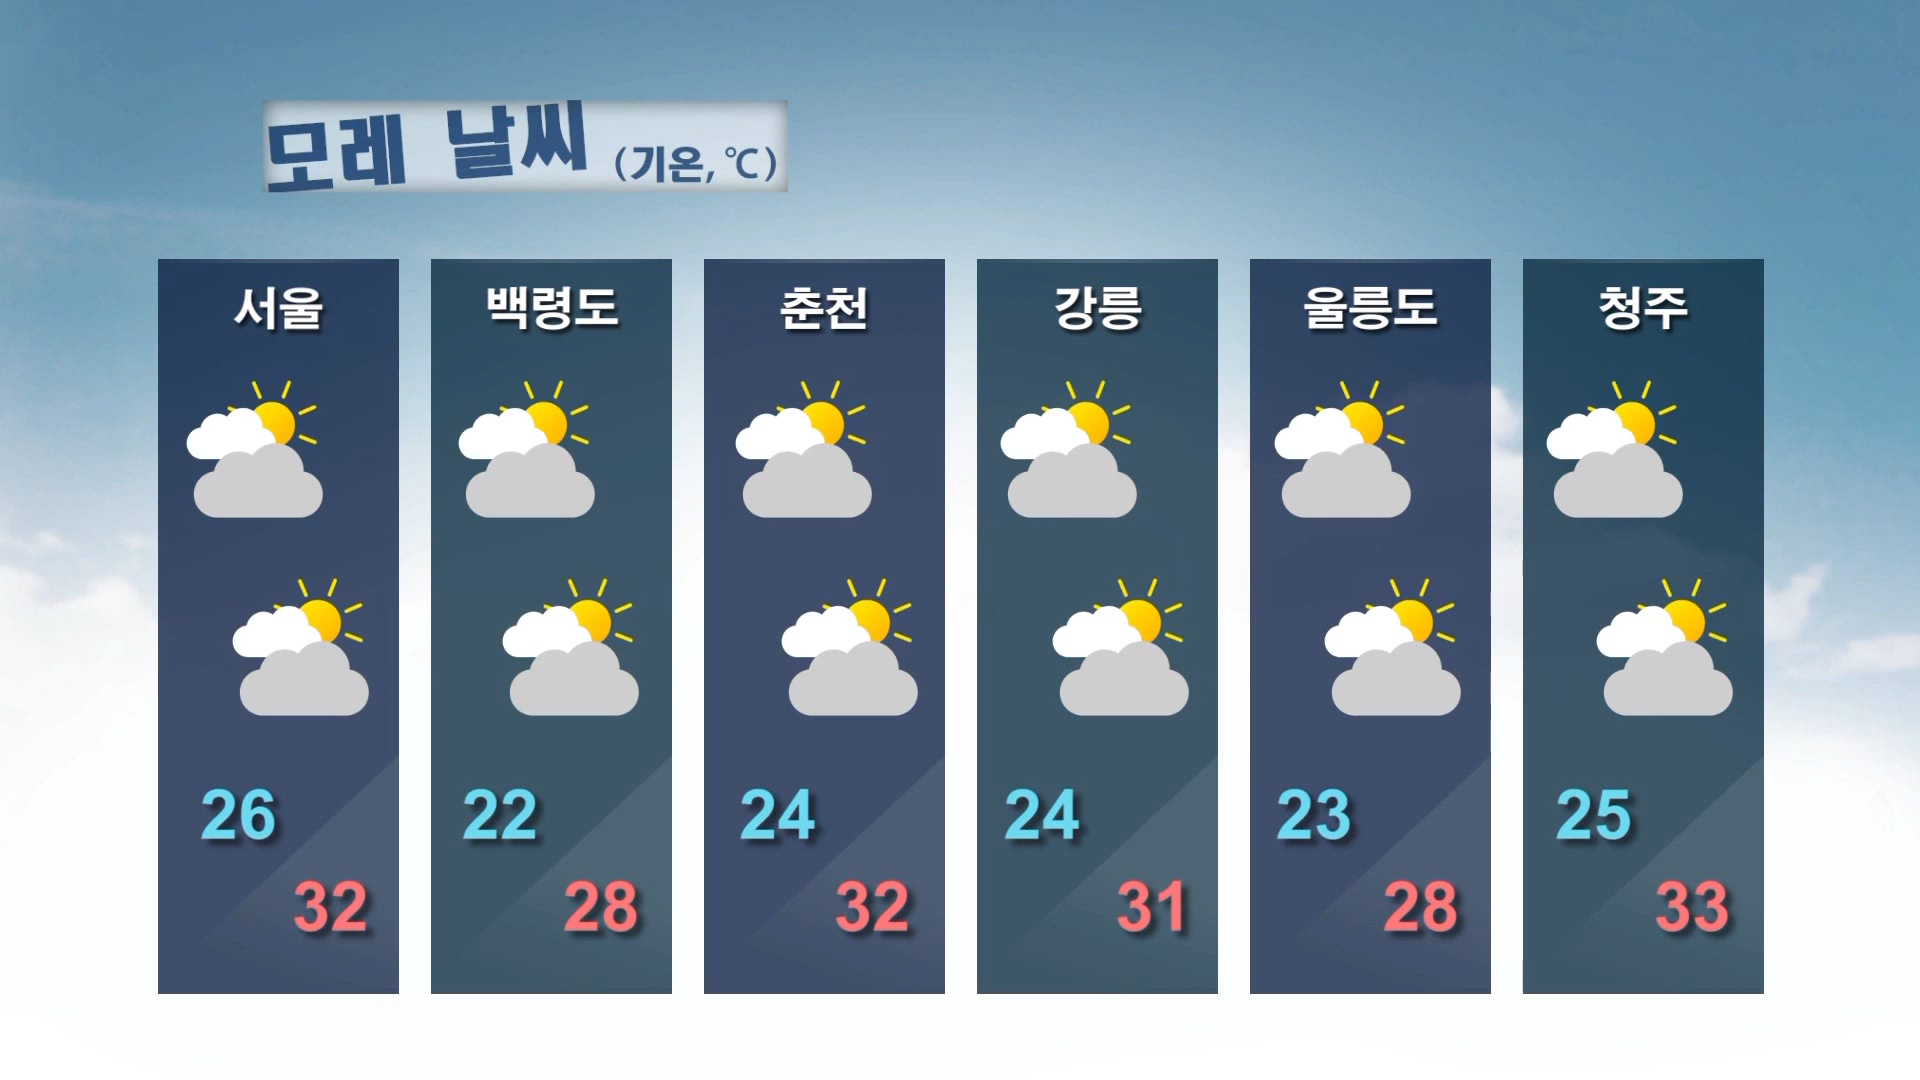 모레 날씨 (기온, ℃)
서울 백령도 춘천 강릉 울릉도 청주
26 22 24 24 23 25
32 28 32 31 28 33